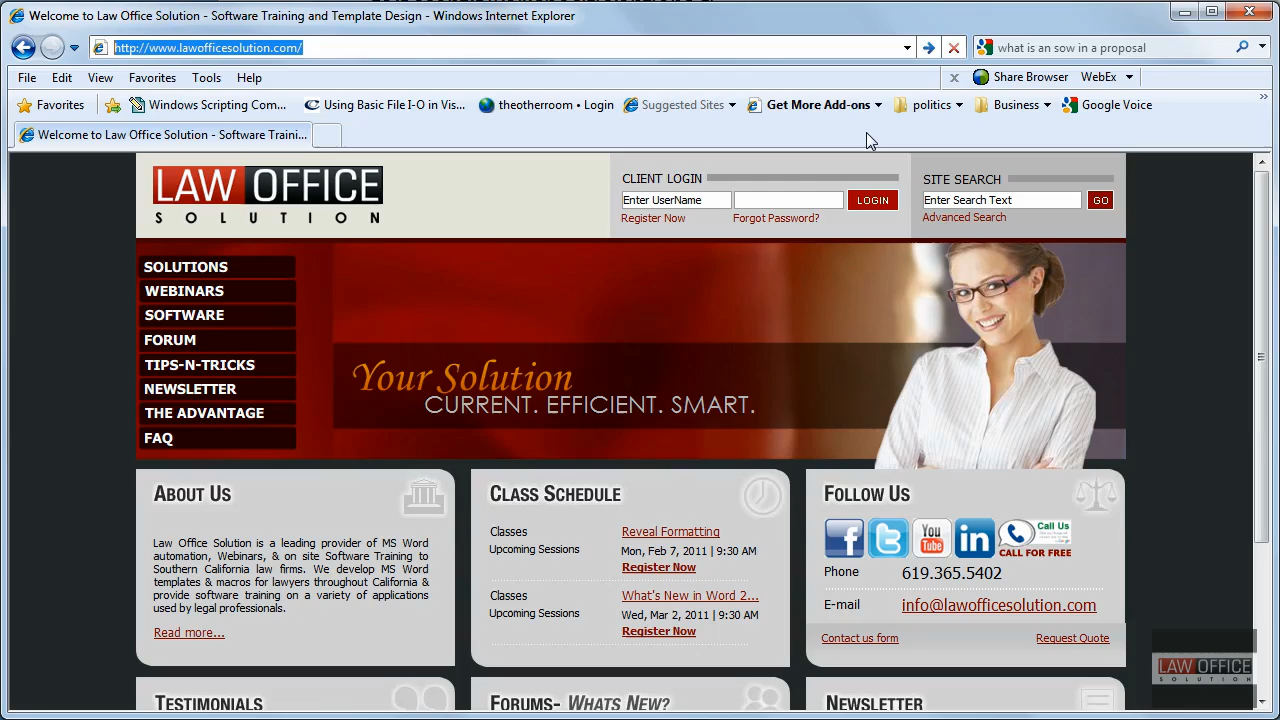 Welcome to Law Office Solution - Software Training and Template Design - Windows Internet Explorer
http://www.lawofficesolution.com/
what is an sow in a proposal
File Edit View Favorites Tools Help
Share Browser WebEx
Favorites Windows Scripting Com... Using Basic File I-O in Vis... theotherroom • Login Suggested Sites Get More Add-ons politics Business Google Voice
Welcome to Law Office Solution - Software Traini...
LAW OFFICE
SOLUTION
CLIENT LOGIN
Enter UserName LOGIN
Register Now Forgot Password?
SITE SEARCH
Enter Search Text GO
Advanced Search
SOLUTIONS
WEBINARS
SOFTWARE
FORUM
TIPS-N-TRICKS
NEWSLETTER
THE ADVANTAGE
FAQ
Your Solution
CURRENT. EFFICIENT. SMART.
ABOUT US
Law Office Solution is a leading provider of MS Word
automation, Webinars, & on site Software Training to
Southern California law firms. We develop MS Word
templates & macros for lawyers throughout California &
provide software training on a variety of applications
used by legal professionals.
Read more...
CLASS SCHEDULE
Classes Reveal Formatting
Upcoming Sessions Mon, Feb 7, 2011 | 9:30 AM
Register Now
Classes What's New in Word 2...
Upcoming Sessions Wed, Mar 2, 2011 | 9:30 AM
Register Now
FOLLOW US
f t You Tube in Call Us
CALL FOR FREE
Phone 619.365.5402
E-mail info@lawofficesolution.com
Contact us form Request Quote
LAW OFFICE
SOLUTION
TESTIMONIALS
FORUMS- WHATS NEW?
NEWSLETTER